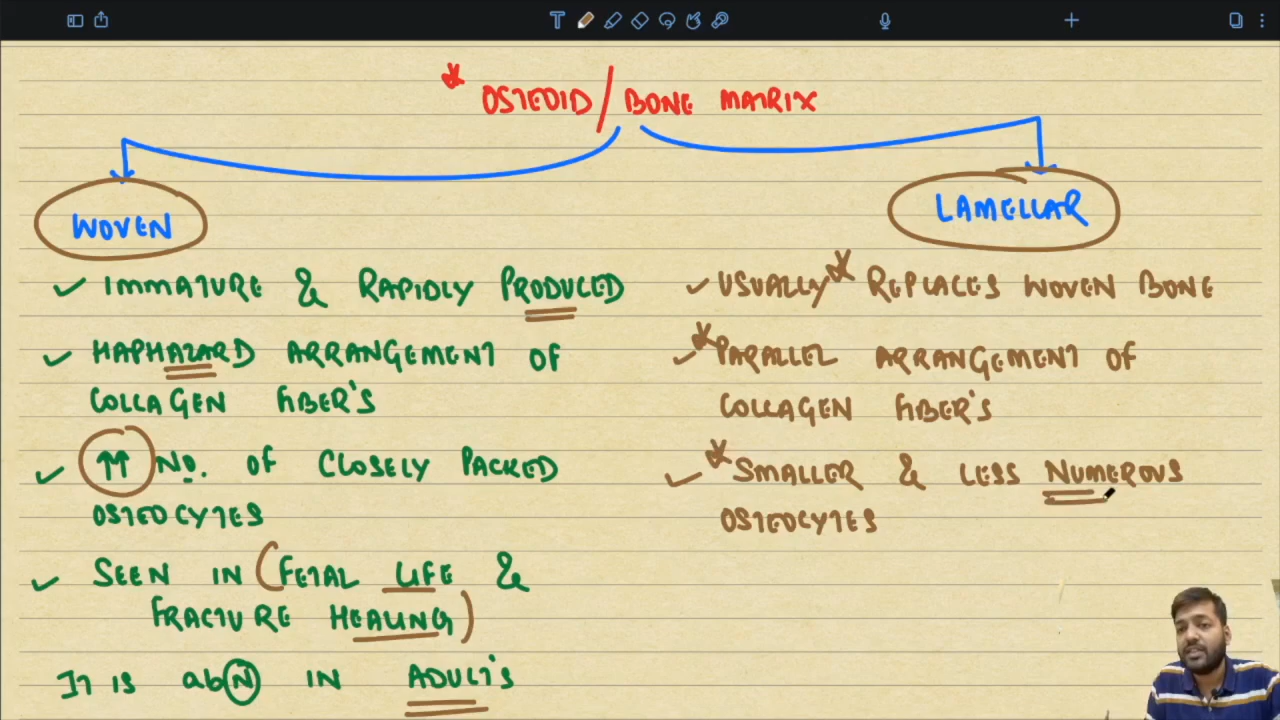 * OSTEOID / BONE MATRIX
WOVEN
✓ IMMATURE & RAPIDLY PRODUCED
✓ HAPHAZARD ARRANGEMENT OF
COLLAGEN FIBER'S
✓ ↑↑ NO. OF CLOSELY PACKED
OSTEOCYTES
✓ SEEN IN (FETAL LIFE &
FRACTURE HEALING)
IT IS abN IN ADULT'S
LAMELLAR
✓ USUALLY * REPLACES WOVEN BONE
✓ * PARALLEL ARRANGEMENT OF
COLLAGEN FIBER'S
✓ * SMALLER & LESS NUMEROUS
OSTEOCYTES